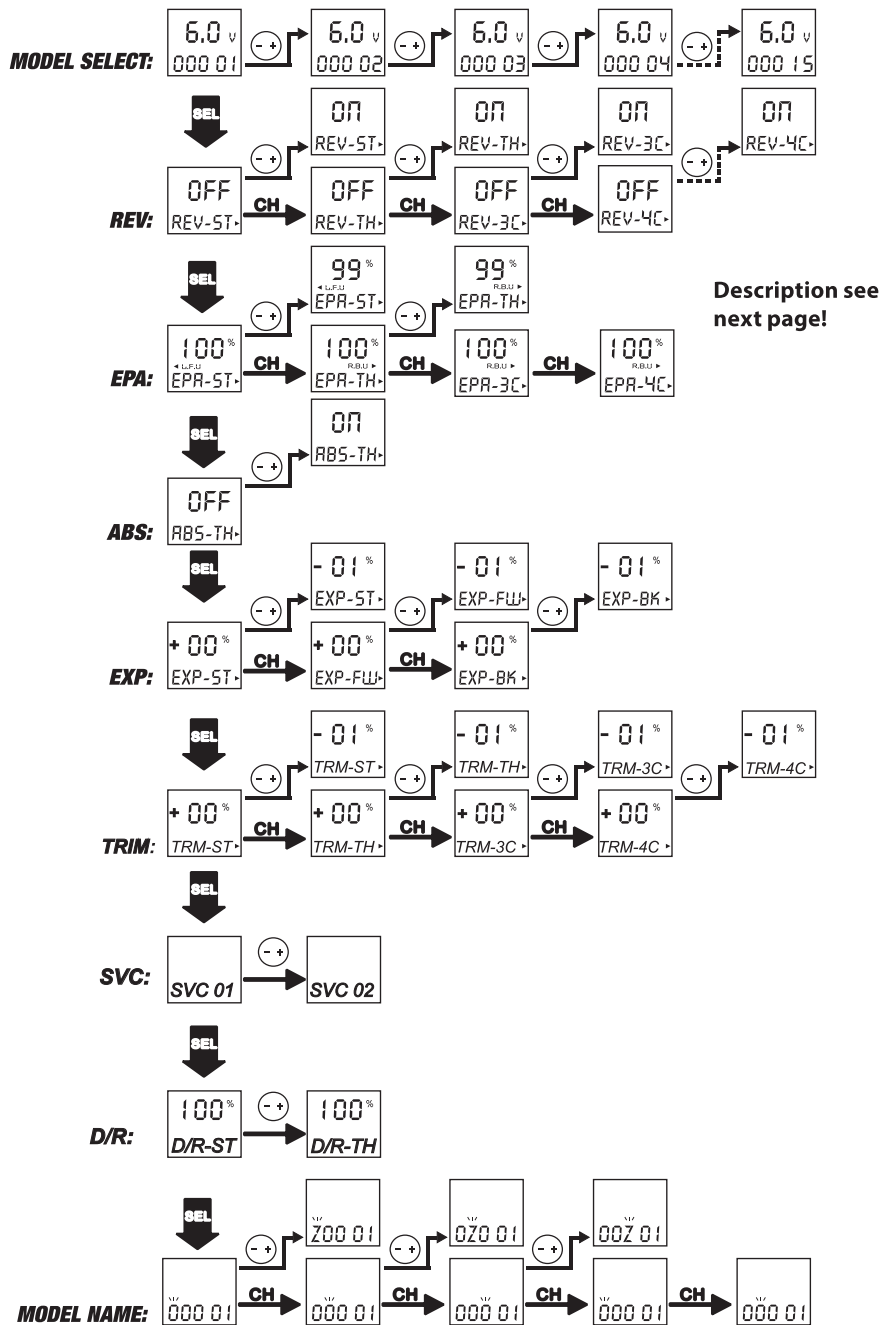 6.0 v 6.0 v 6.0 v 6.0 v 6.0 v
MODEL SELECT: 000 01 - + 000 02 - + 000 03 - + 000 04 - + 000 15
SEL
ON ON ON ON
REV-ST REV-TH REV-3C REV-4C
- + - + - + - +
OFF OFF OFF OFF
REV: REV-ST CH REV-TH CH REV-3C CH REV-4C
SEL
99% 99%
L.F.U R.B.U
EPA-ST EPA-TH
Description see
next page!
- + - +
100% 100% 100% 100%
L.F.U R.B.U R.B.U R.B.U
EPA: EPA-ST CH EPA-TH CH EPA-3C CH EPA-4C
SEL
ON
ABS-TH
- +
OFF
ABS: ABS-TH
SEL
- 01% - 01% - 01%
EXP-ST EXP-FW EXP-BK
- + - + - +
+ 00% + 00% + 00%
EXP: EXP-ST CH EXP-FW CH EXP-BK
SEL
- 01% - 01% - 01% - 01%
TRM-ST TRM-TH TRM-3C TRM-4C
- + - + - + - +
+ 00% + 00% + 00% + 00%
TRIM: TRM-ST CH TRM-TH CH TRM-3C CH TRM-4C
SEL
- +
SVC: SVC 01 SVC 02
SEL
100% - + 100%
D/R: D/R-ST D/R-TH
SEL
Z00 01 0Z0 01 00Z 01
- + - + - +
MODEL NAME: 000 01 CH 000 01 CH 000 01 CH 000 01 CH 000 01